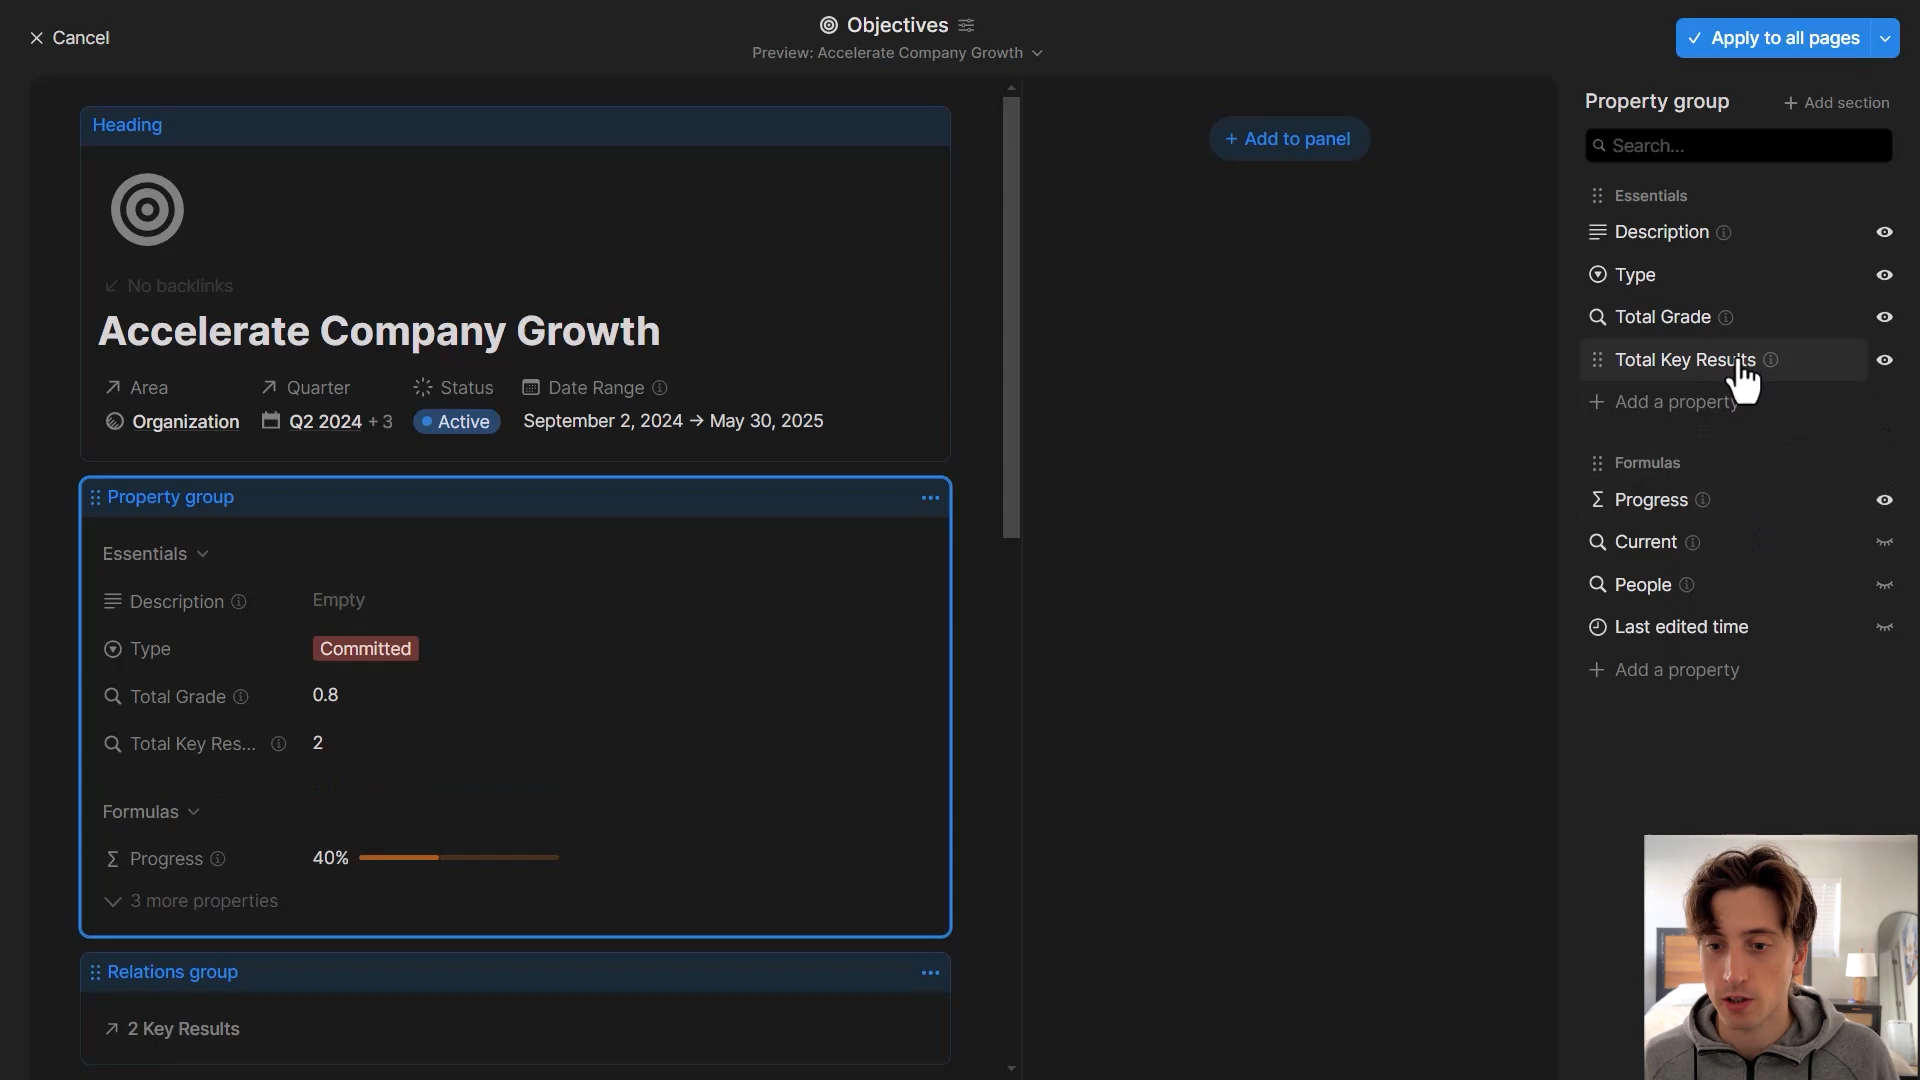 Cancel
Objectives
Preview: Accelerate Company Growth
Apply to all pages
Heading
No backlinks
Accelerate Company Growth
Area Quarter Status Date Range
Organization Q2 2024 + 3 Active September 2, 2024 → May 30, 2025
Property group
Essentials
Description Empty
Type Committed
Total Grade 0.8
Total Key Res... 2
Formulas
Progress 40%
3 more properties
Relations group
2 Key Results
+ Add to panel
Property group + Add section
Search...
Essentials
Description
Type
Total Grade
Total Key Results
+ Add a property
Formulas
Progress
Current
People
Last edited time
+ Add a property